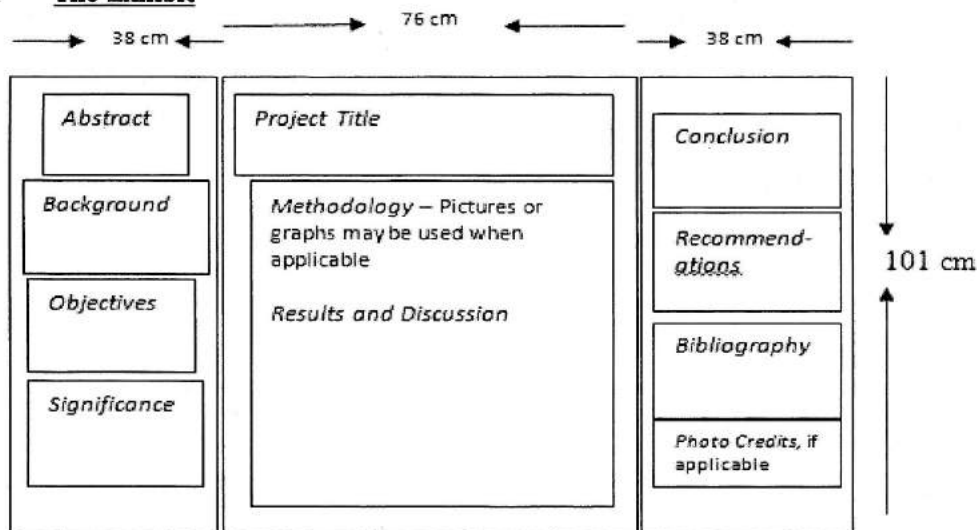 76 cm
38 cm
38 cm
Abstract
Background
Objectives
Significance
Project Title
Methodology – Pictures or
graphs may be used when
applicable
Results and Discussion
Conclusion
Recommend-
ations
Bibliography
Photo Credits, if
applicable
101 cm